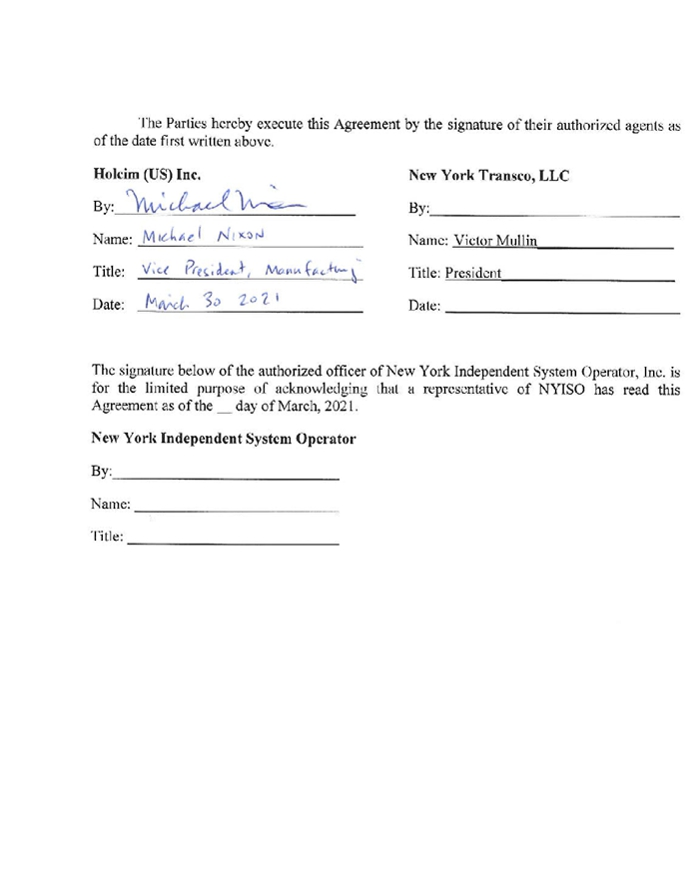 The Parties hereby execute this Agreement by the signature of their authorized agents as
of the date first written above.
Holcim (US) Inc.
New York Transco, LLC
By: Michael Nixon
By:
Name: Michael Nixon
Name: Victor Mullin
Title: Vice President, Manufacturing
Title: President
Date: March 30 2021
Date:
The signature below of the authorized officer of New York Independent System Operator, Inc. is
for the limited purpose of acknowledging that a representative of NYISO has read this
Agreement as of the __ day of March, 2021.
New York Independent System Operator
By:
Name:
Title: